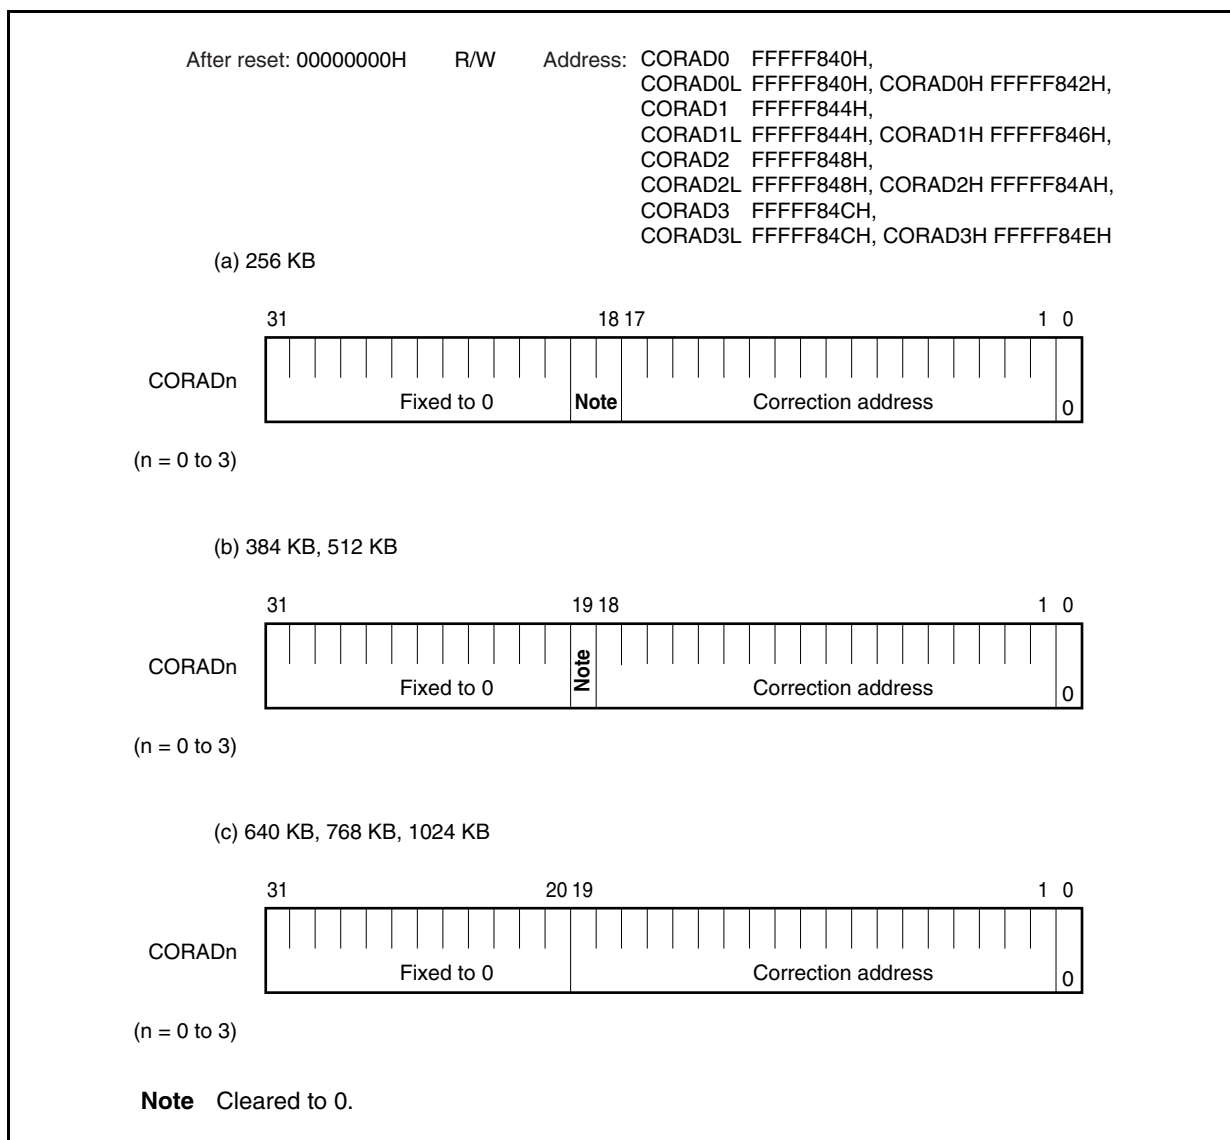 After reset: 00000000H R/W Address: CORAD0 FFFFF840H,
CORAD0L FFFFF840H, CORAD0H FFFFF842H,
CORAD1 FFFFF844H,
CORAD1L FFFFF844H, CORAD1H FFFFF846H,
CORAD2 FFFFF848H,
CORAD2L FFFFF848H, CORAD2H FFFFF84AH,
CORAD3 FFFFF84CH,
CORAD3L FFFFF84CH, CORAD3H FFFFF84EH
(a) 256 KB
31 18 17 1 0
CORADn
Fixed to 0 Note Correction address 0
(n = 0 to 3)
(b) 384 KB, 512 KB
31 19 18 1 0
CORADn
Fixed to 0 Note Correction address 0
(n = 0 to 3)
(c) 640 KB, 768 KB, 1024 KB
31 20 19 1 0
CORADn
Fixed to 0 Correction address 0
(n = 0 to 3)
Note Cleared to 0.